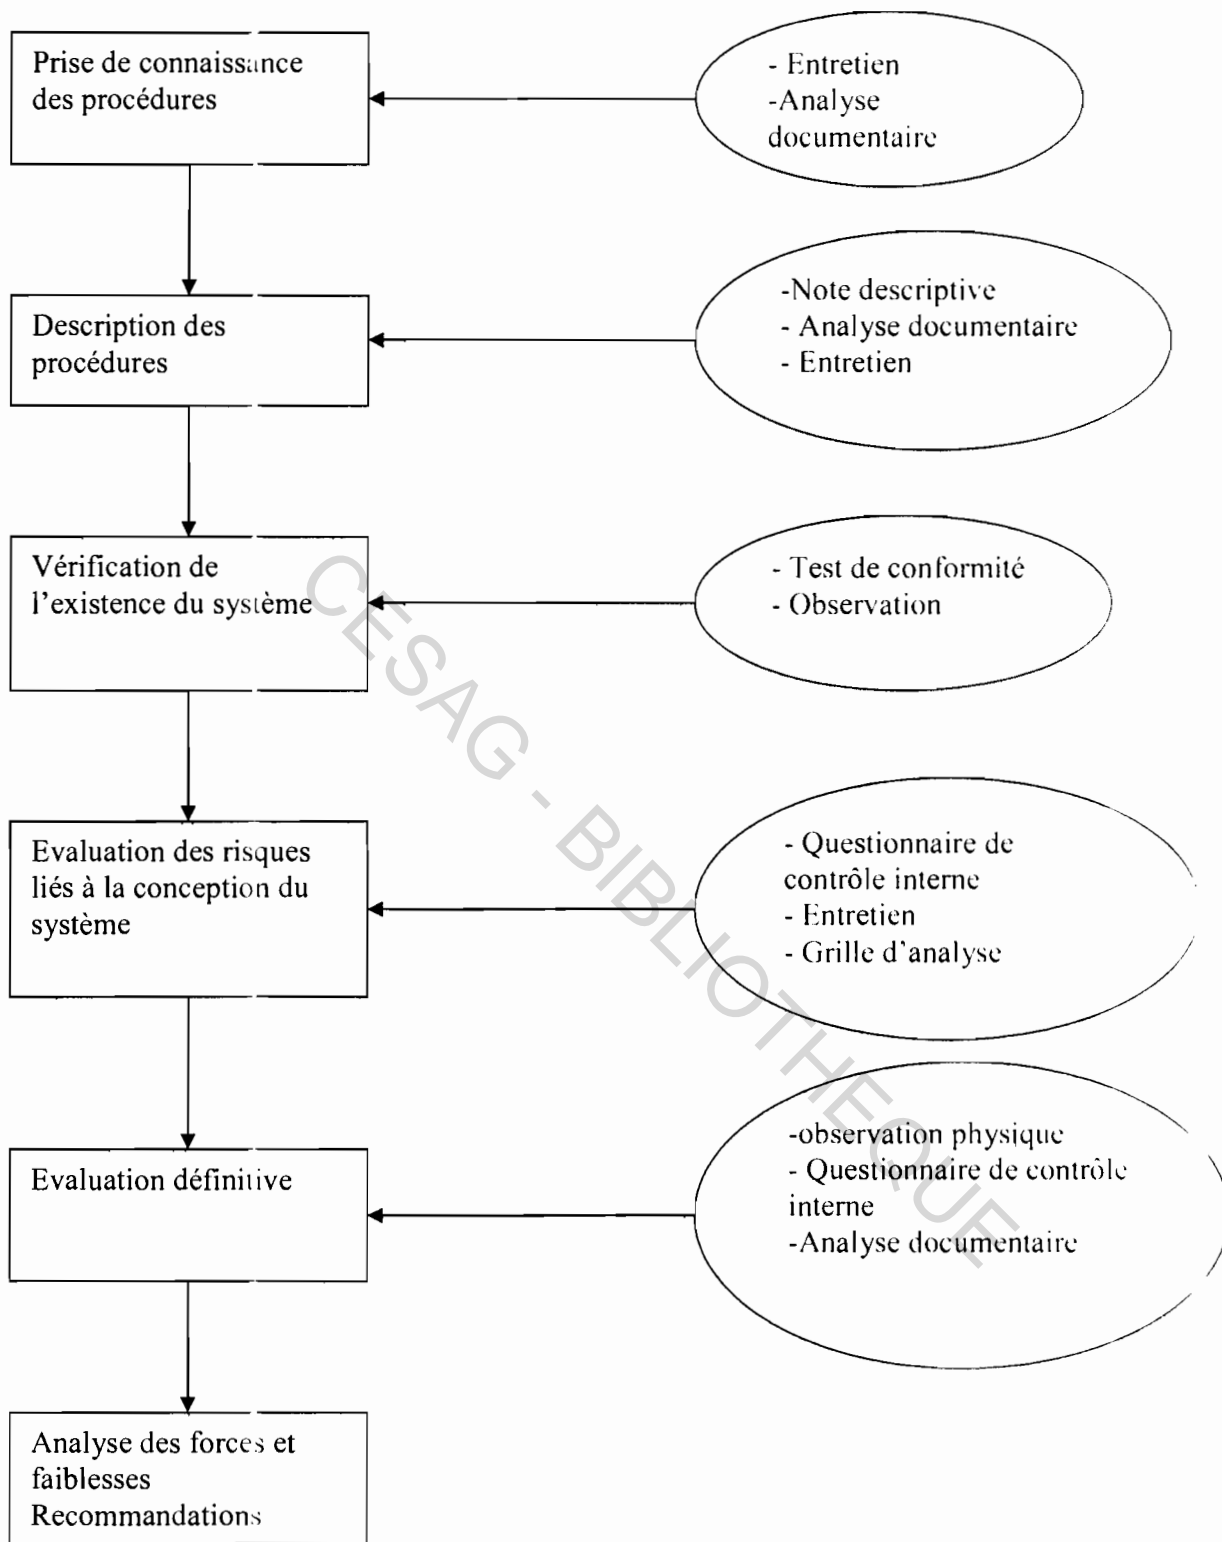 Prise de connaissance
des procédures
- Entretien
-Analyse
documentaire
Description des
procédures
-Note descriptive
- Analyse documentaire
- Entretien
Vérification de
l'existence du système
- Test de conformité
- Observation
Evaluation des risques
liés à la conception du
système
- Questionnaire de
contrôle interne
- Entretien
- Grille d'analyse
Evaluation définitive
-observation physique
- Questionnaire de contrôle
interne
-Analyse documentaire
Analyse des forces et
faiblesses
Recommandations
CESAG - BIBLIOTHEQUE